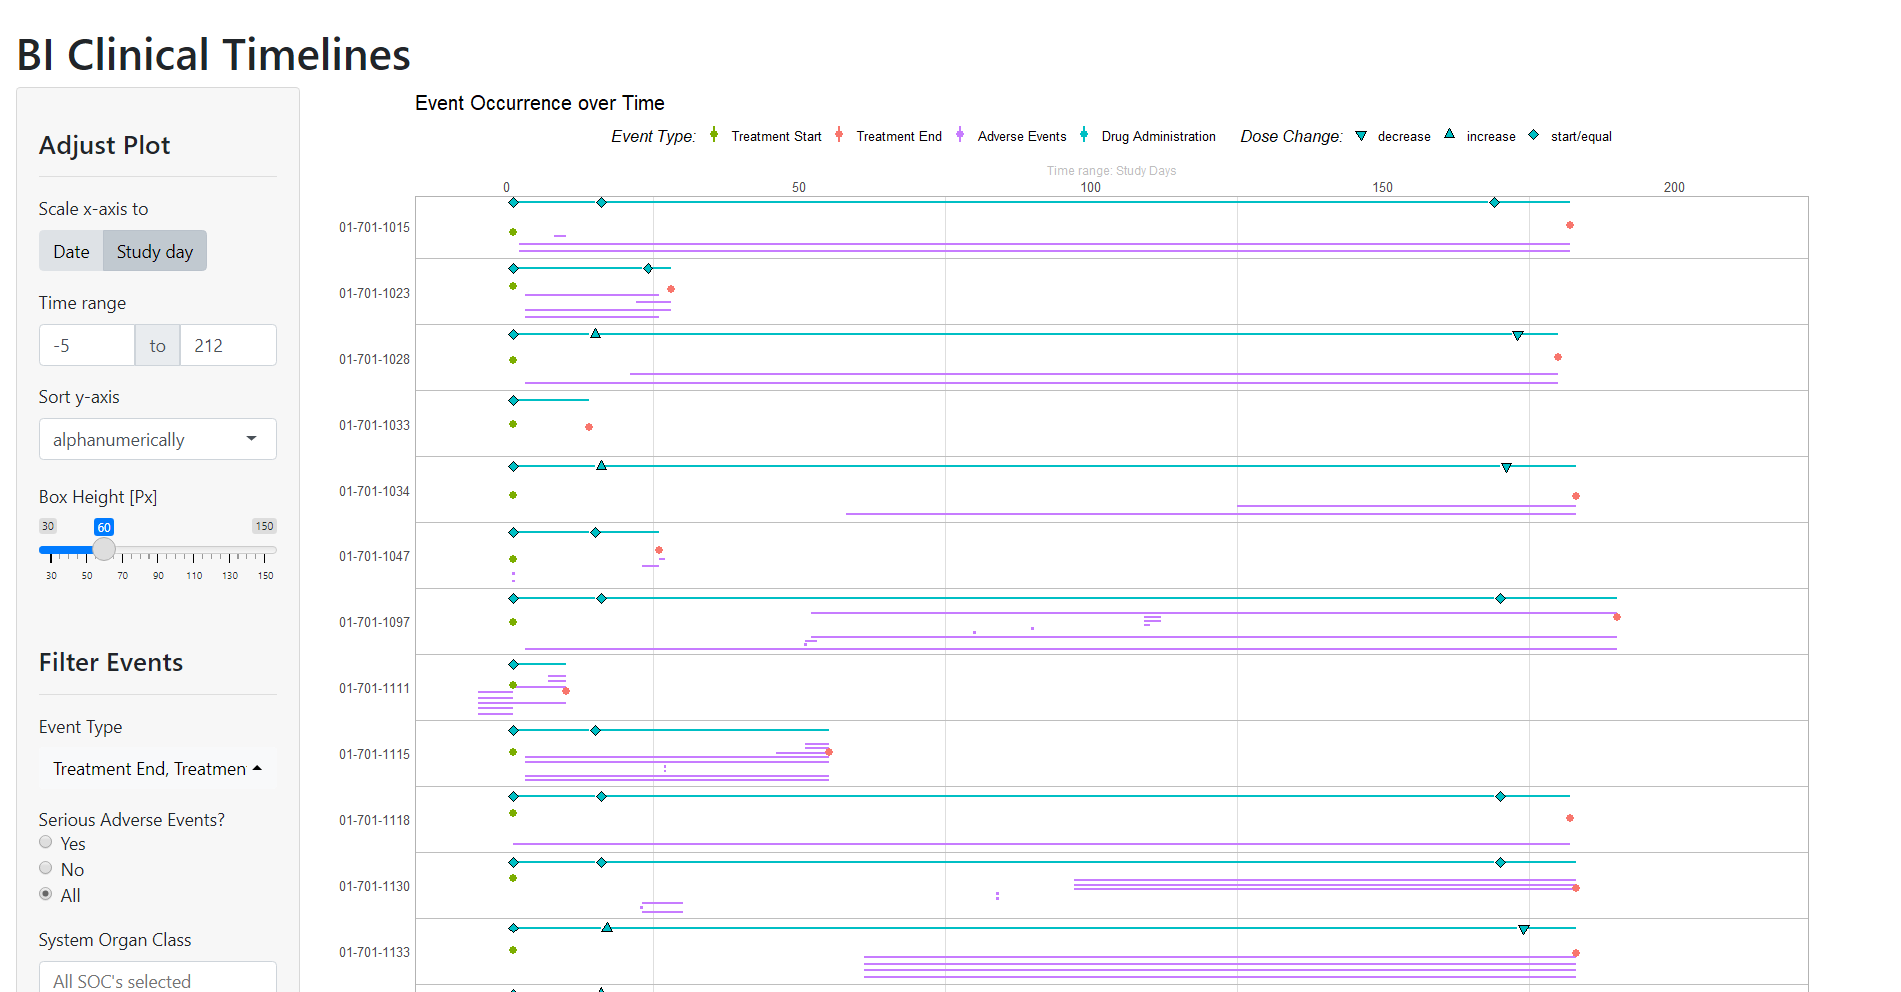 BI Clinical Timelines
Adjust Plot
Scale x-axis to
Date Study day
Time range
-5 to 212
Sort y-axis
alphanumerically
Box Height [Px]
30 60 150
30 50 70 90 110 130 150
Filter Events
Event Type
Treatment End, Treatmen
Serious Adverse Events?
Yes
No
All
System Organ Class
All SOC's selected
Event Occurrence over Time
Event Type: Treatment Start Treatment End Adverse Events Drug Administration Dose Change: decrease increase start/equal
Time range: Study Days
0 50 100 150 200
01-701-1015
01-701-1023
01-701-1028
01-701-1033
01-701-1034
01-701-1047
01-701-1097
01-701-1111
01-701-1115
01-701-1118
01-701-1130
01-701-1133